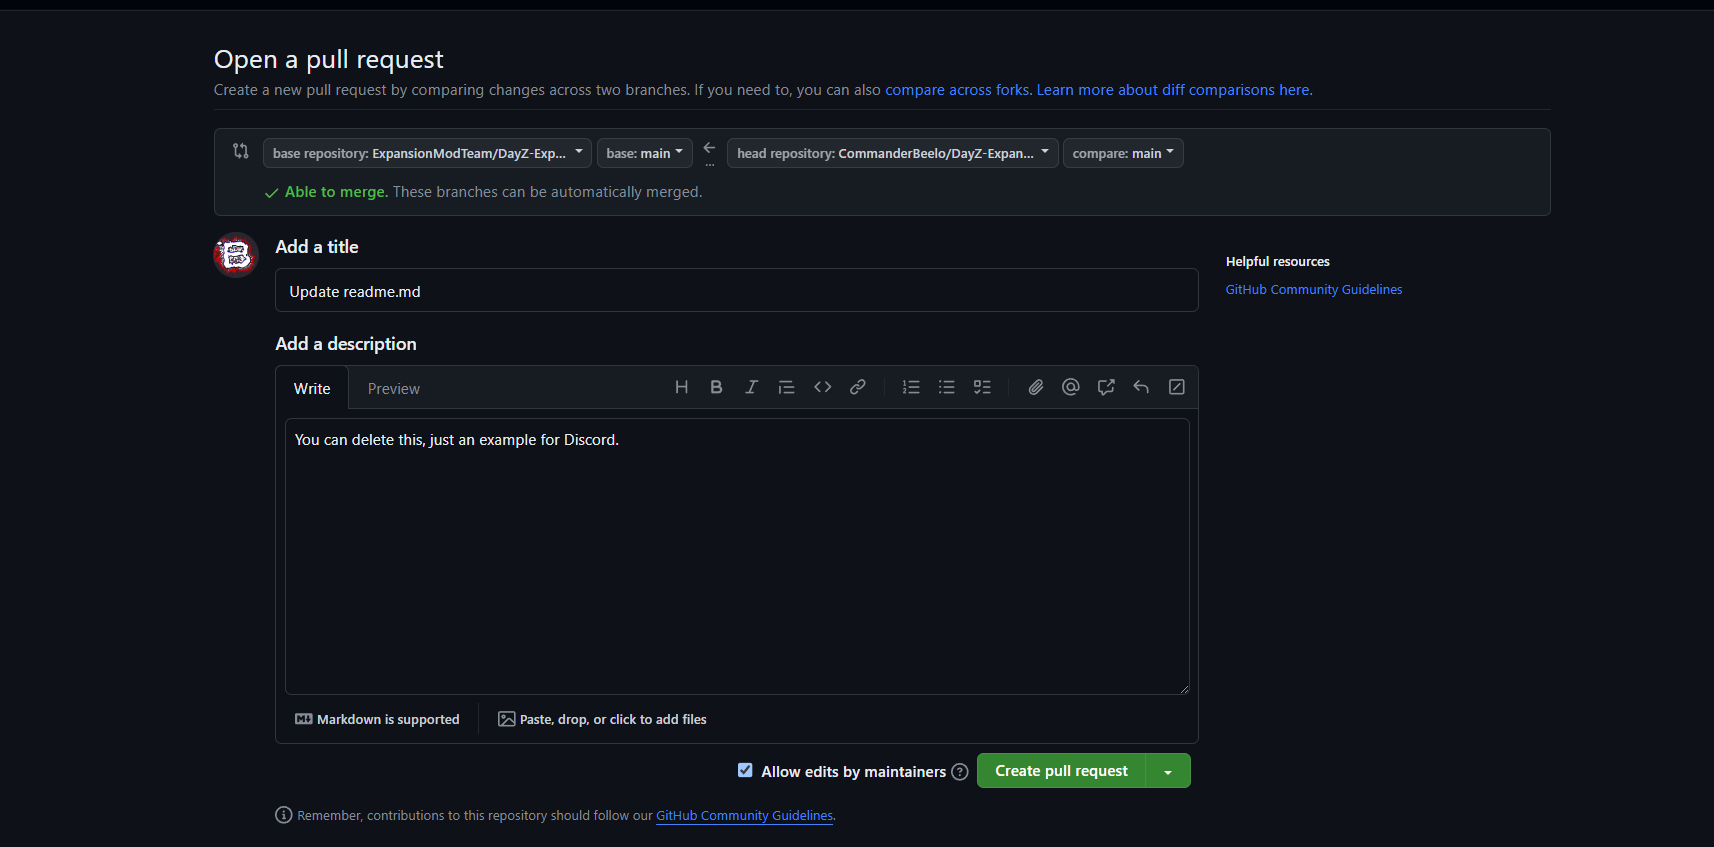 Open a pull request
Create a new pull request by comparing changes across two branches. If you need to, you can also compare across forks. Learn more about diff comparisons here.
base repository: ExpansionModTeam/DayZ-Exp... base: main ... head repository: CommanderBeelo/DayZ-Expan... compare: main
Able to merge. These branches can be automatically merged.
Add a title
Update readme.md
Helpful resources
GitHub Community Guidelines
Add a description
Write Preview
You can delete this, just an example for Discord.
Markdown is supported Paste, drop, or click to add files
Allow edits by maintainers Create pull request
Remember, contributions to this repository should follow our GitHub Community Guidelines.